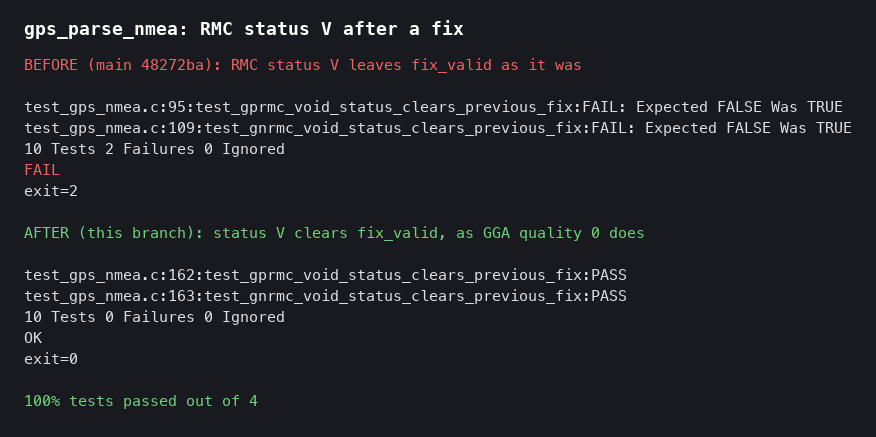 gps_parse_nmea: RMC status V after a fix
BEFORE (main 48272ba): RMC status V leaves fix_valid as it was
test_gps_nmea.c:95:test_gprmc_void_status_clears_previous_fix:FAIL: Expected FALSE Was TRUE
test_gps_nmea.c:109:test_gnrmc_void_status_clears_previous_fix:FAIL: Expected FALSE Was TRUE
10 Tests 2 Failures 0 Ignored
FAIL
exit=2
AFTER (this branch): status V clears fix_valid, as GGA quality 0 does
test_gps_nmea.c:162:test_gprmc_void_status_clears_previous_fix:PASS
test_gps_nmea.c:163:test_gnrmc_void_status_clears_previous_fix:PASS
10 Tests 0 Failures 0 Ignored
OK
exit=0
100% tests passed out of 4